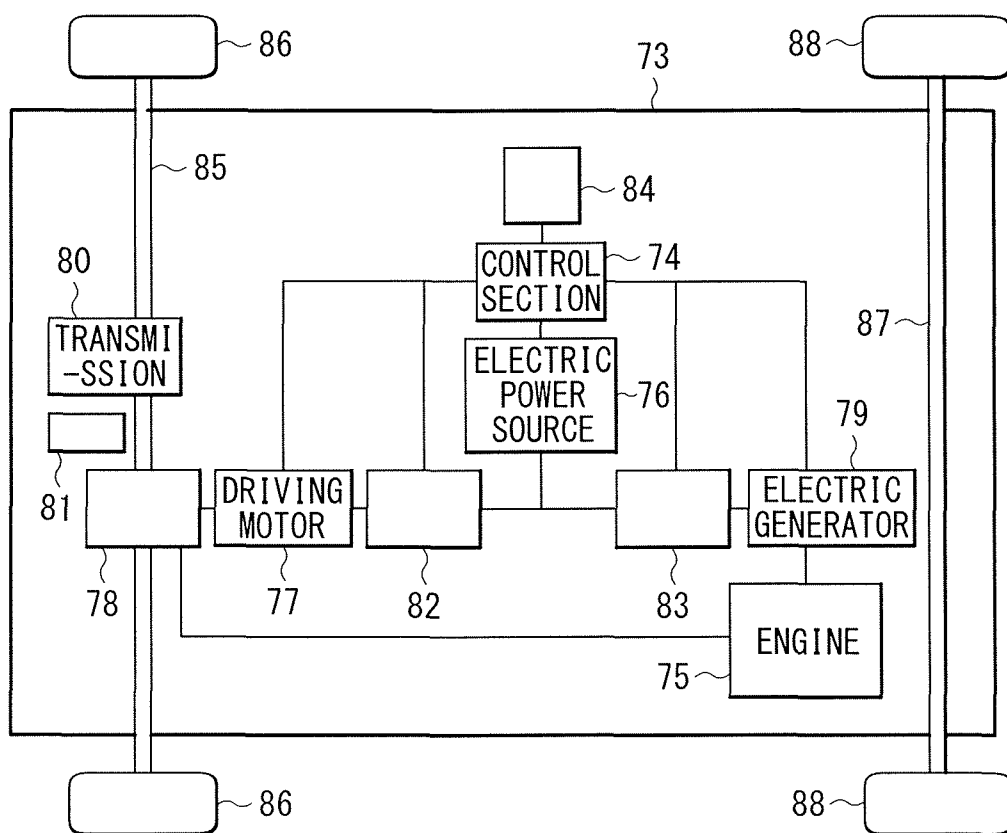 86
88
73
85
84
80
CONTROL
SECTION
74
87
TRANSMI
-SSION
ELECTRIC
POWER
SOURCE
76
79
81
DRIVING
MOTOR
ELECTRIC
GENERATOR
78
77
82
83
ENGINE
75
86
88